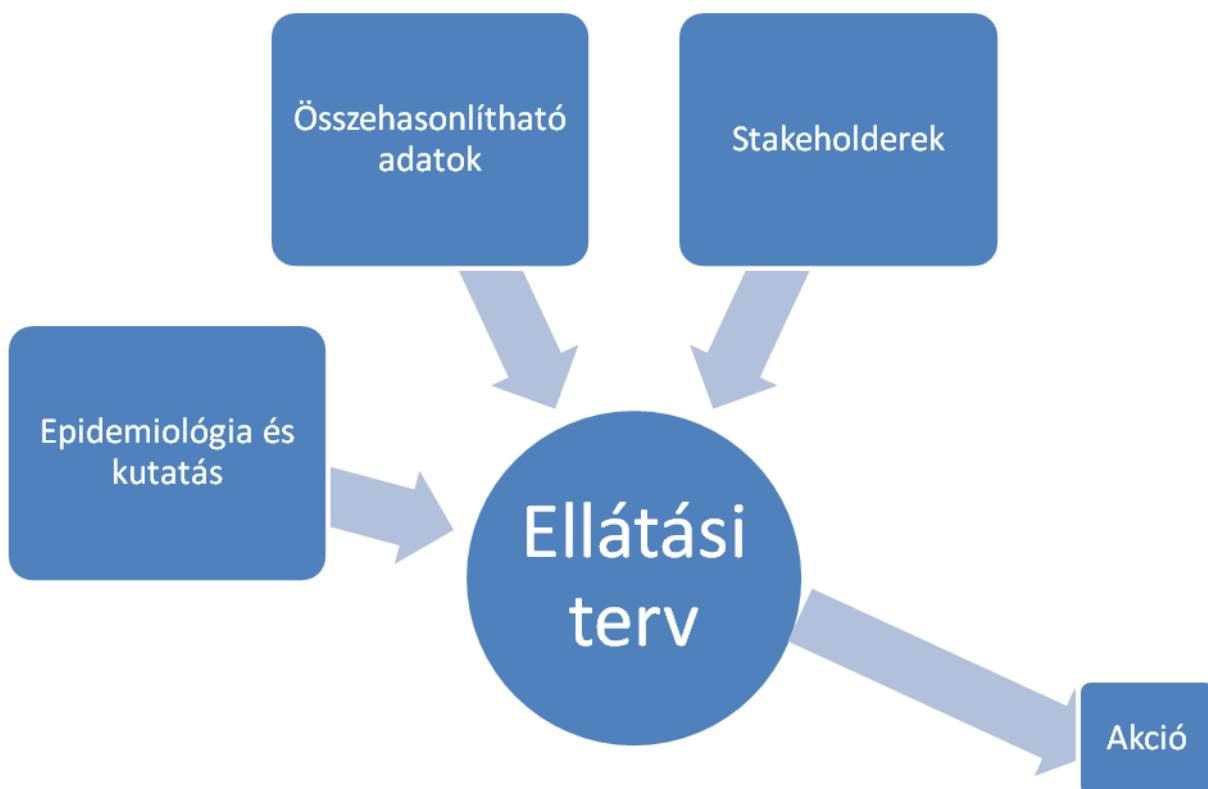 Összehasonlítható
adatok
Stakeholderek
Epidemiológia és
kutatás
Ellátási
terv
Akció